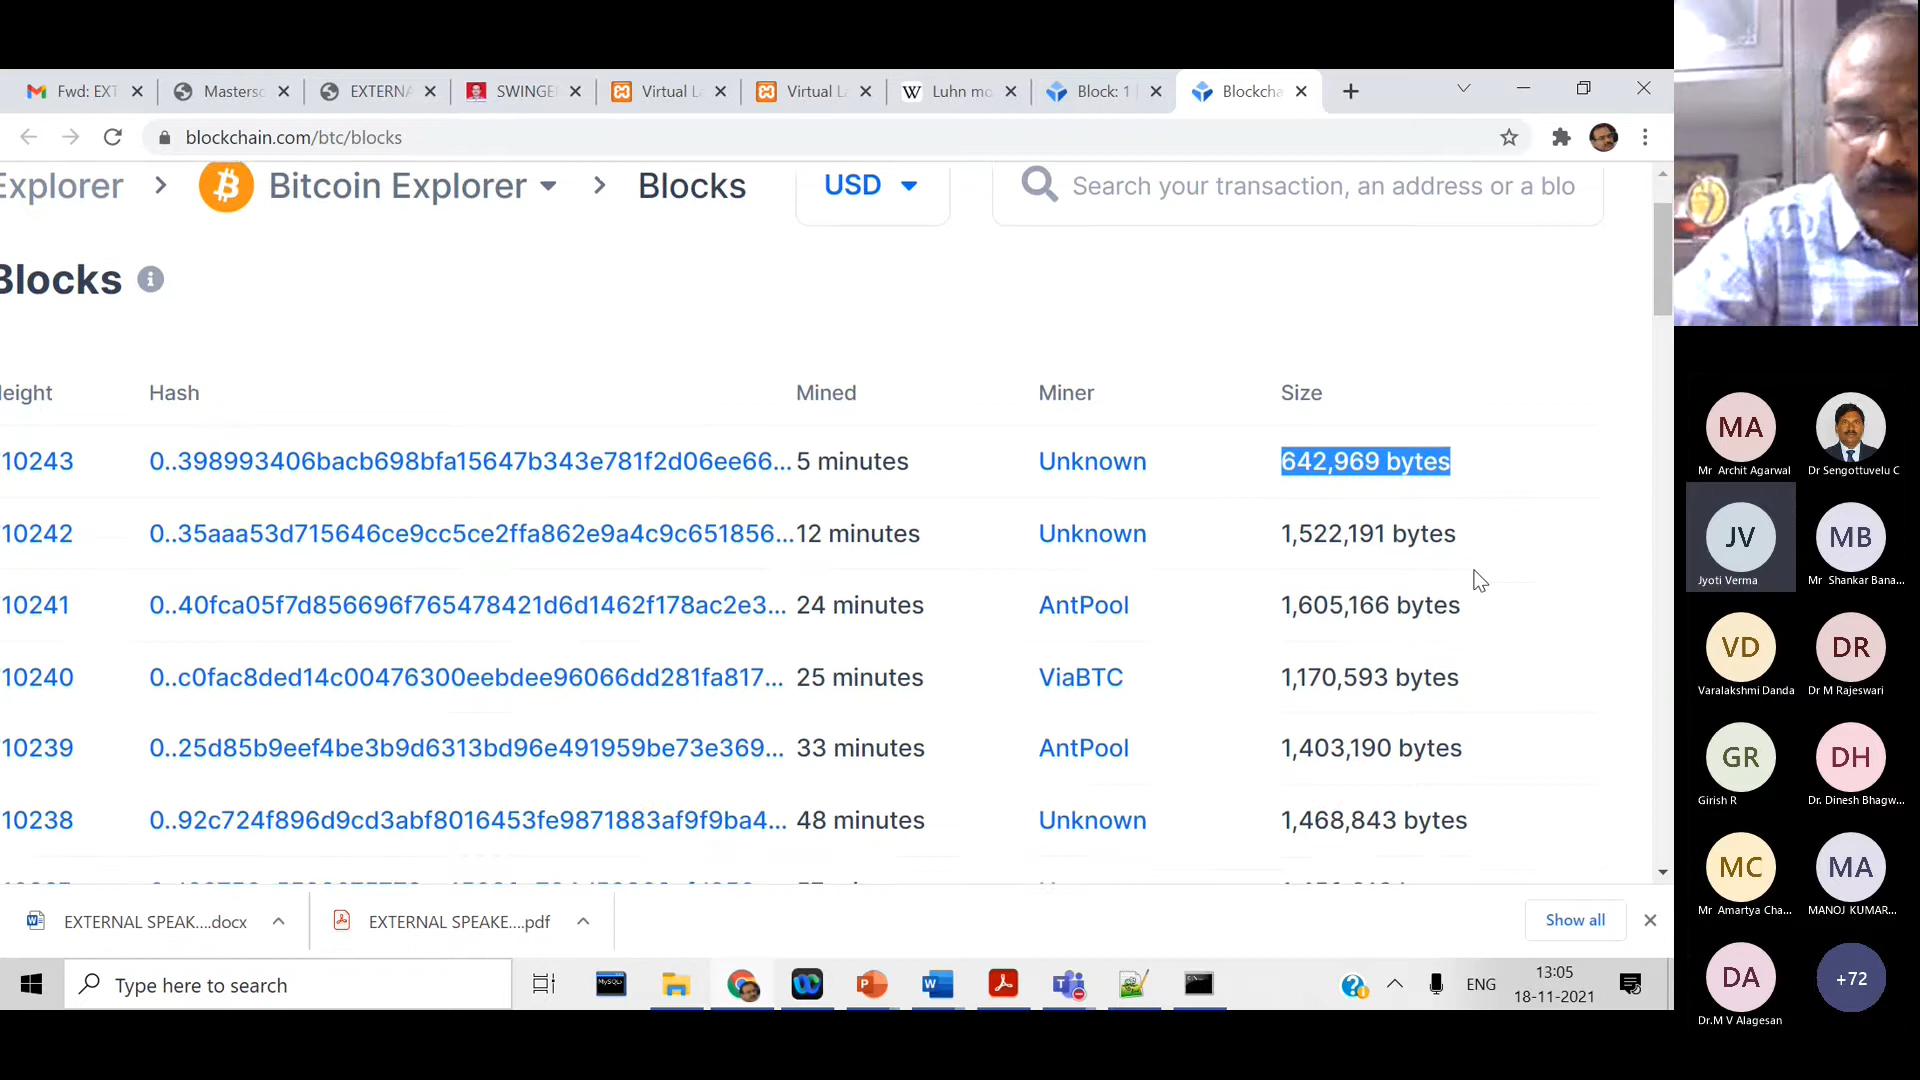 Fwd: EXT
Mastersc
EXTERNA
SWINGE
Virtual L
Virtual L
Luhn mo
Block: 1
Blockcha
blockchain.com/btc/blocks
Explorer > Bitcoin Explorer > Blocks
USD
Search your transaction, an address or a blo
Blocks
Height Hash Mined Miner Size
10243 0..398993406bacb698bfa15647b343e781f2d06ee66... 5 minutes Unknown 642,969 bytes
10242 0..35aaa53d715646ce9cc5ce2ffa862e9a4c9c651856... 12 minutes Unknown 1,522,191 bytes
10241 0..40fca05f7d856696f765478421d6d1462f178ac2e3... 24 minutes AntPool 1,605,166 bytes
10240 0..c0fac8ded14c00476300eebdee96066dd281fa817... 25 minutes ViaBTC 1,170,593 bytes
10239 0..25d85b9eef4be3b9d6313bd96e491959be73e369... 33 minutes AntPool 1,403,190 bytes
10238 0..92c724f896d9cd3abf8016453fe9871883af9f9ba4... 48 minutes Unknown 1,468,843 bytes
EXTERNAL SPEAK....docx
EXTERNAL SPEAKE....pdf
Show all
Type here to search
MySQL
ENG
13:05
18-11-2021
MA
Mr Archit Agarwal
Dr Sengottuvelu C
JV
Jyoti Verma
MB
Mr Shankar Bana...
VD
Varalakshmi Danda
DR
Dr M Rajeswari
GR
Girish R
DH
Dr. Dinesh Bhagw...
MC
Mr Amartya Cha...
MA
MANOJ KUMAR...
DA
Dr.M V Alagesan
+72